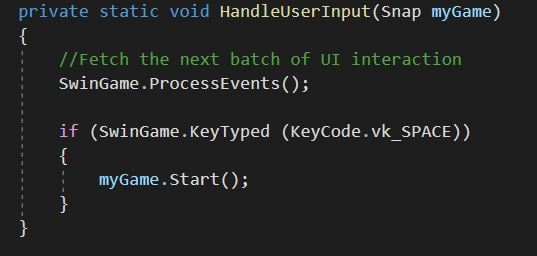 private static void HandleUserInput(Snap myGame)
{
//Fetch the next batch of UI interaction
SwinGame.ProcessEvents();
if (SwinGame.KeyTyped (KeyCode.vk_SPACE))
{
myGame.Start();
}
}